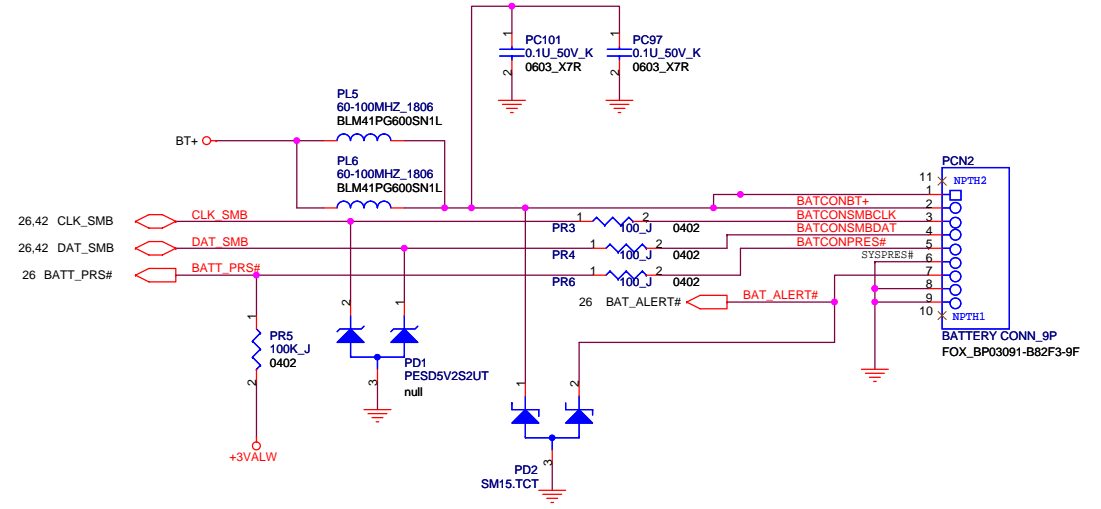 PC101
0.1U_50V_K
0603_X7R
1
2
PC97
0.1U_50V_K
0603_X7R
1
2
PL5
60-100MHZ_1806
BLM41PG600SN1L
BT+
PL6
60-100MHZ_1806
BLM41PG600SN1L
PCN2
11
NPTH2
1
BATCONBT+
2
26,42 CLK_SMB
CLK_SMB
1
2
PR3
100_J
0402
BATCONSMBCLK
3
26,42 DAT_SMB
DAT_SMB
1
2
PR4
100_J
0402
BATCONSMBDAT
4
26 BATT_PRS#
BATT_PRS#
1
2
PR6
100_J
0402
BATCONPRES#
5
SYSPRES#
6
7
8
9
10
NPTH1
26 BAT_ALERT#
BAT_ALERT#
BATTERY CONN_9P
FOX_BP03091-B82F3-9F
1
PR5
100K_J
0402
2
+3VALW
2
1
PD1
PESD5V2S2UT
null
3
1
2
PD2
SM15.TCT
3